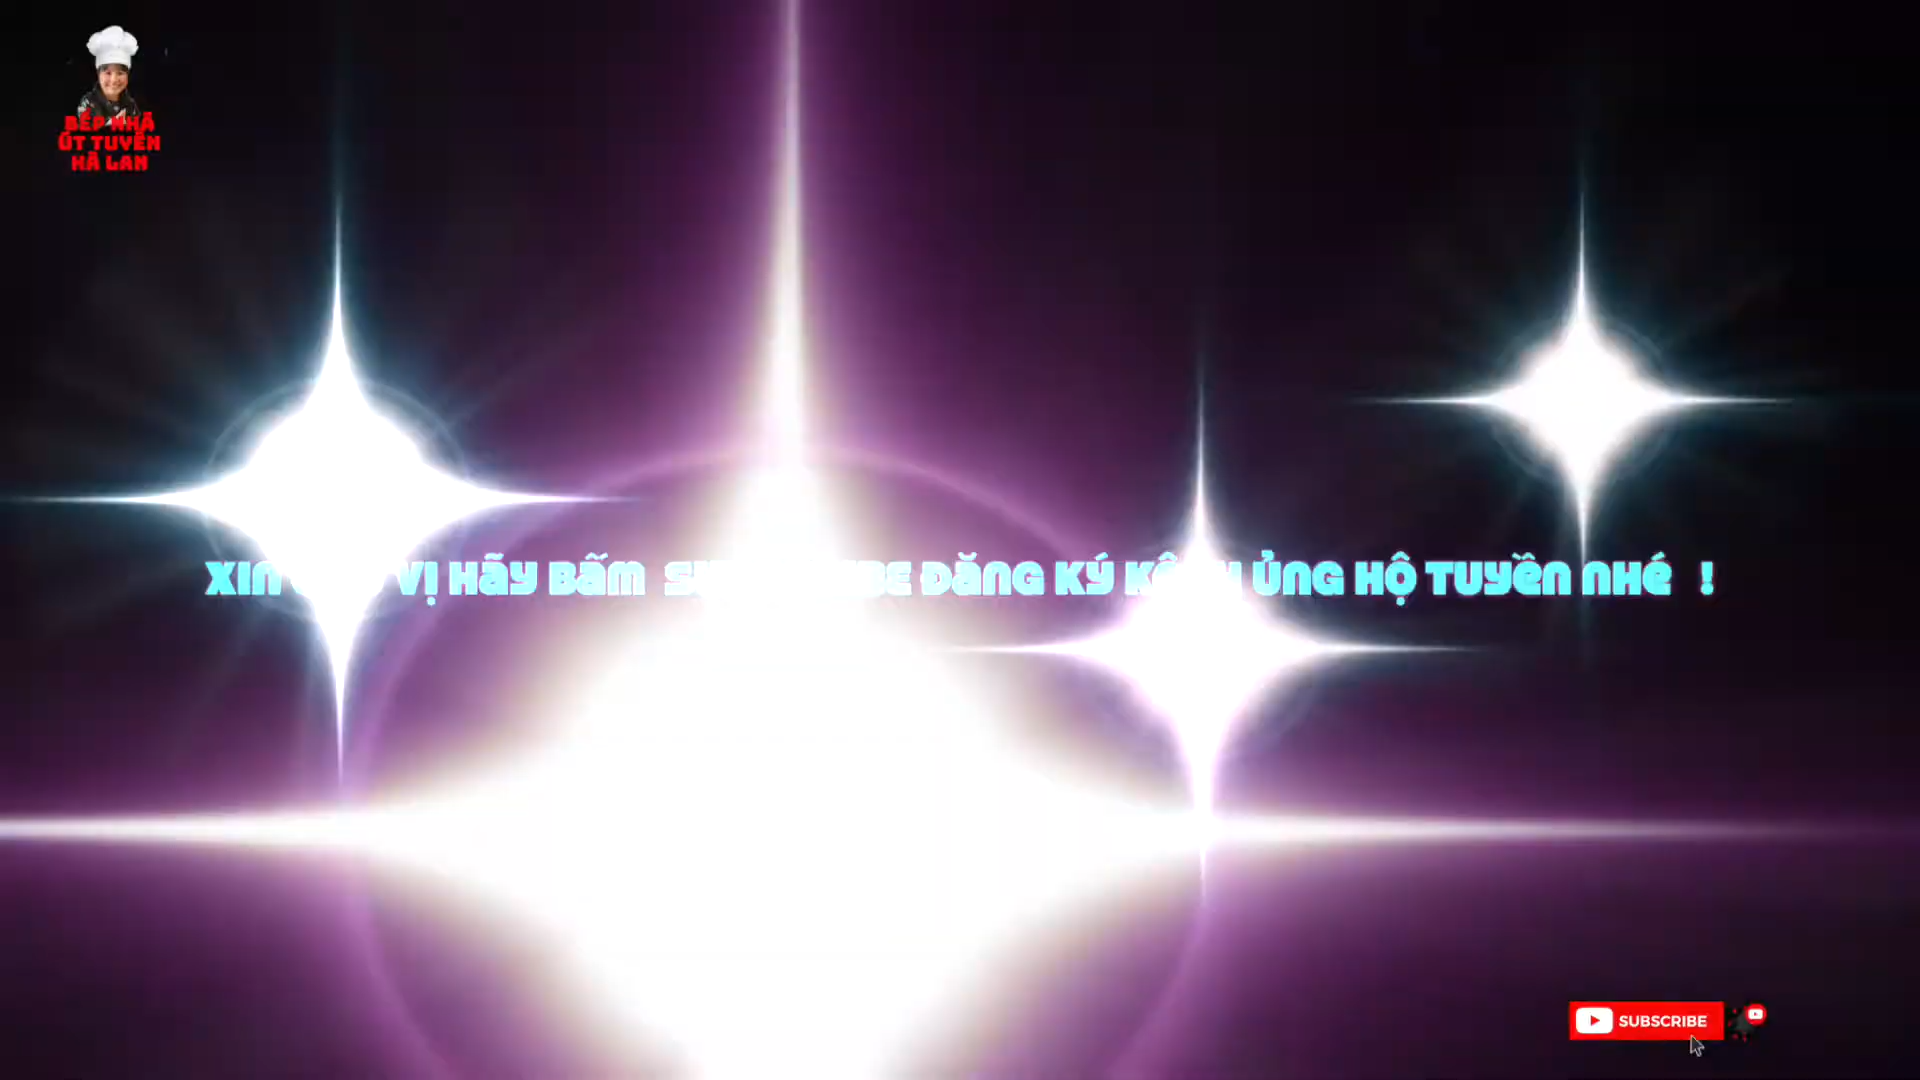 BẾP NHÀ
ÚT TUYỀN
HÀ LAN
XIN VỊ HÃY BẤM ĐĂNG KÝ ỦNG HỘ TUYỀN NHÉ !
SUBSCRIBE